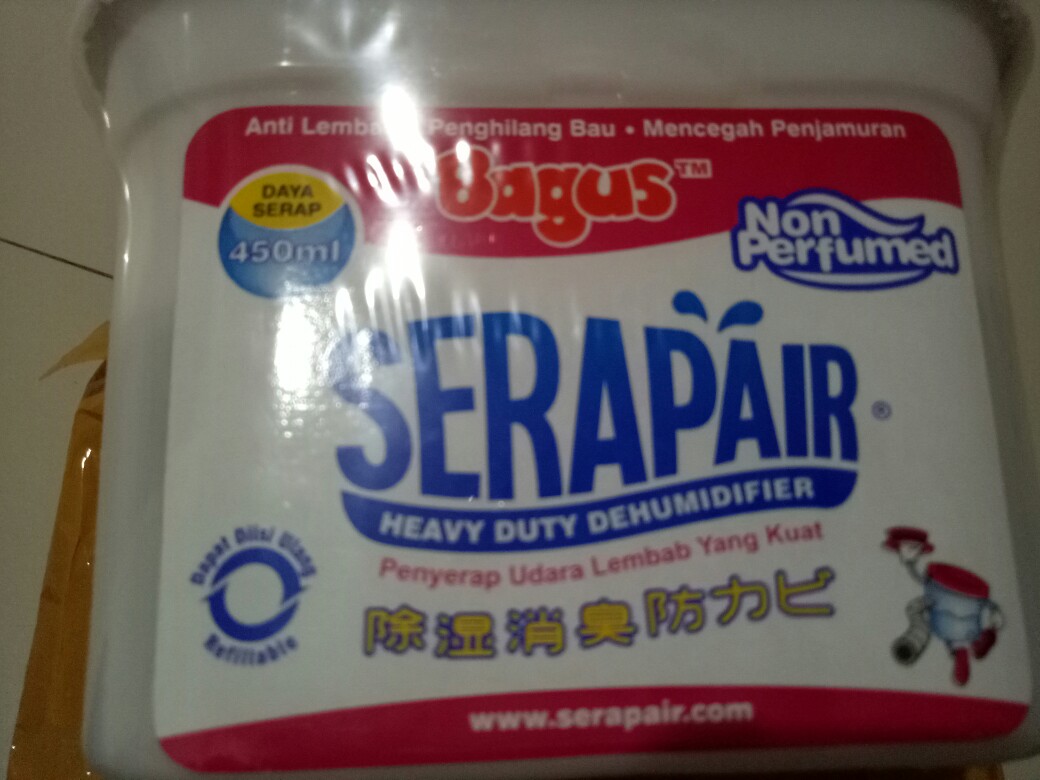 Anti Lembab Penghilang Bau • Mencegah Penjamuran
Bagus™
DAYA
SERAP
450ml
Non
Perfumed
SERAPAIR®
HEAVY DUTY DEHUMIDIFIER
Penyerap Udara Lembab Yang Kuat
除湿消臭防カビ
Dapat Diisi Ulang
Refillable
www.serapair.com